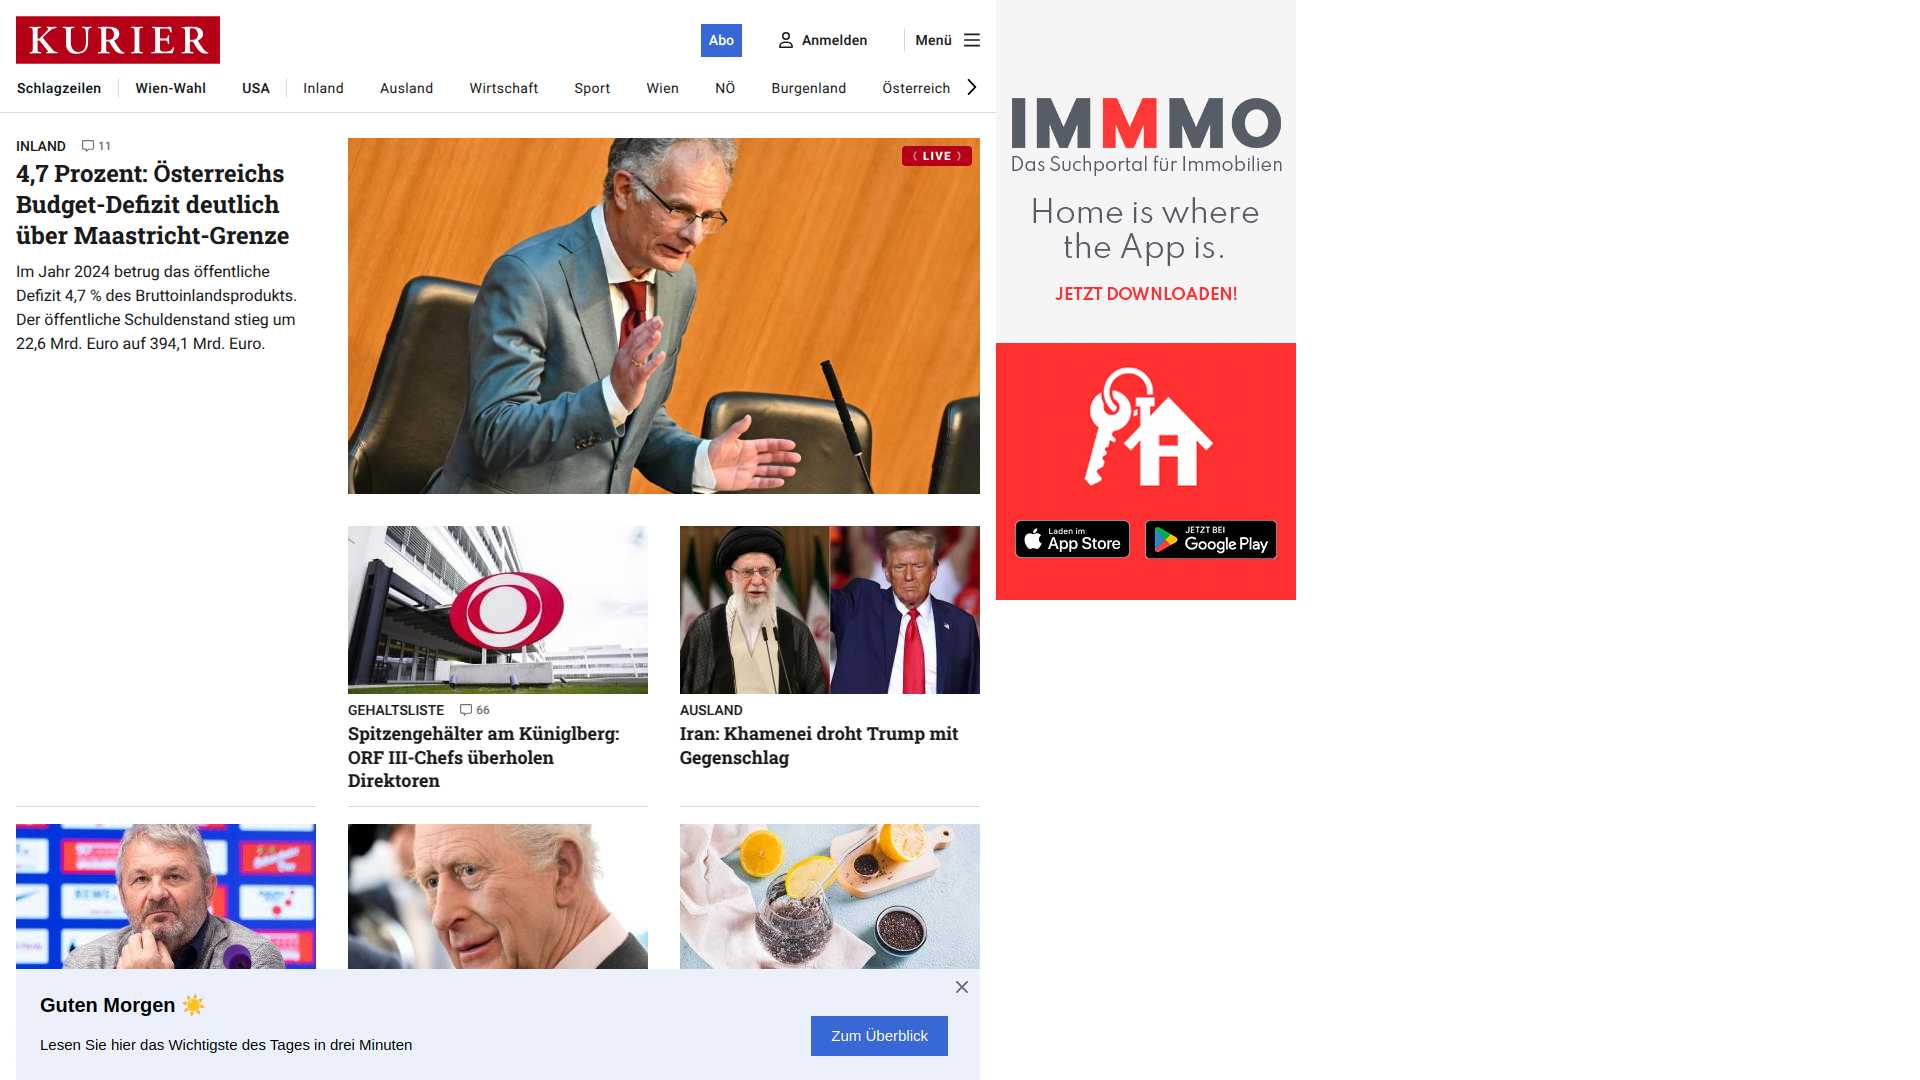 KURIER
Abo
Anmelden
Menü
Schlagzeilen
Wien-Wahl
USA
Inland
Ausland
Wirtschaft
Sport
Wien
NÖ
Burgenland
Österreich
INLAND 11
4,7 Prozent: Österreichs
Budget-Defizit deutlich
über Maastricht-Grenze
Im Jahr 2024 betrug das öffentliche
Defizit 4,7 % des Bruttoinlandsprodukts.
Der öffentliche Schuldenstand stieg um
22,6 Mrd. Euro auf 394,1 Mrd. Euro.
LIVE
GEHALTSLISTE 66
Spitzengehälter am Küniglberg:
ORF III-Chefs überholen
Direktoren
AUSLAND
Iran: Khamenei droht Trump mit
Gegenschlag
IMMMO
Das Suchportal für Immobilien
Home is where
the App is.
JETZT DOWNLOADEN!
Laden im
App Store
JETZT BEI
Google Play
Guten Morgen ☀️
Lesen Sie hier das Wichtigste des Tages in drei Minuten
Zum Überblick